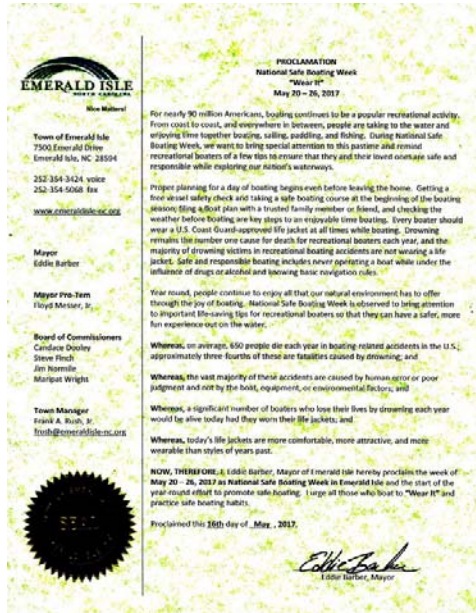 EMERALD ISLE
NORTH CAROLINA
Nice Matters!
Town of Emerald Isle
7500 Emerald Drive
Emerald Isle, NC 28594
252-354-3424 voice
252-354-5068 fax
www.emeraldisle-nc.org
Mayor
Eddie Barber
Mayor Pro-Tem
Floyd Messer, Jr.
Board of Commissioners
Candace Dooley
Steve Finch
Jim Normile
Maripat Wright
Town Manager
Frank A. Rush, Jr.
frush@emeraldisle-nc.org
SEAL
PROCLAMATION
National Safe Boating Week
"Wear It"
May 20 – 26, 2017
For nearly 90 million Americans, boating continues to be a popular recreational activity.
From coast to coast, and everywhere in between, people are taking to the water and
enjoying time together boating, sailing, paddling, and fishing. During National Safe
Boating Week, we want to bring special attention to this pastime and remind
recreational boaters of a few tips to ensure that they and their loved ones are safe and
responsible while exploring our nation's waterways.
Proper planning for a day of boating begins even before leaving the home. Getting a
free vessel safety check and taking a safe boating course at the beginning of the boating
season; filing a float plan with a trusted family member or friend, and checking the
weather before boating are key steps to an enjoyable time boating. Every boater should
wear a U.S. Coast Guard-approved life jacket at all times while boating. Drowning
remains the number one cause for death for recreational boaters each year, and the
majority of drowning victims in recreational boating accidents are not wearing a life
jacket. Safe and responsible boating includes never operating a boat while under the
influence of drugs or alcohol and knowing basic navigation rules.
Year round, people continue to enjoy all that our natural environment has to offer
through the joy of boating. National Safe Boating Week is observed to bring attention
to important life-saving tips for recreational boaters so that they can have a safer, more
fun experience out on the water.
Whereas, on average, 650 people die each year in boating-related accidents in the U.S.;
approximately three-fourths of these are fatalities caused by drowning; and
Whereas, the vast majority of these accidents are caused by human error or poor
judgment and not by the boat, equipment, or environmental factors; and
Whereas, a significant number of boaters who lose their lives by drowning each year
would be alive today had they worn their life jackets; and
Whereas, today's life jackets are more comfortable, more attractive, and more
wearable than styles of years past.
NOW, THEREFORE, I, Eddie Barber, Mayor of Emerald Isle hereby proclaim the week of
May 20 – 26, 2017 as National Safe Boating Week in Emerald Isle and the start of the
year-round effort to promote safe boating. I urge all those who boat to "Wear It" and
practice safe boating habits.
Proclaimed this 16th day of May , 2017.
Eddie Barber
Eddie Barber, Mayor